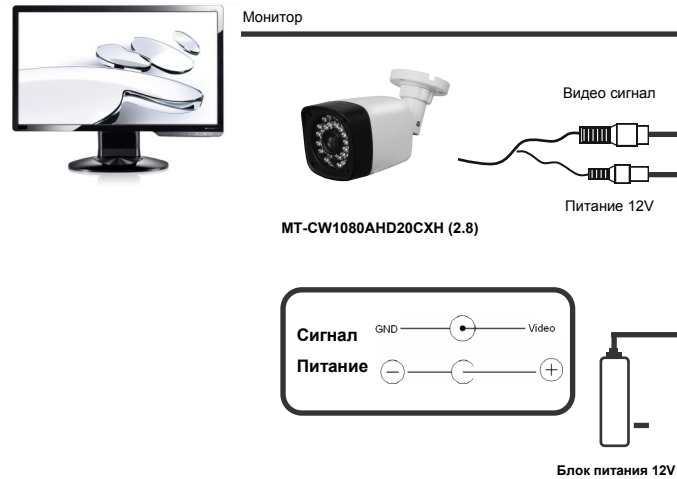 Монитор
Видео сигнал
Питание 12V
MT-CW1080AHD20CXH (2.8)
Сигнал GND Video
Питание − +
Блок питания 12V